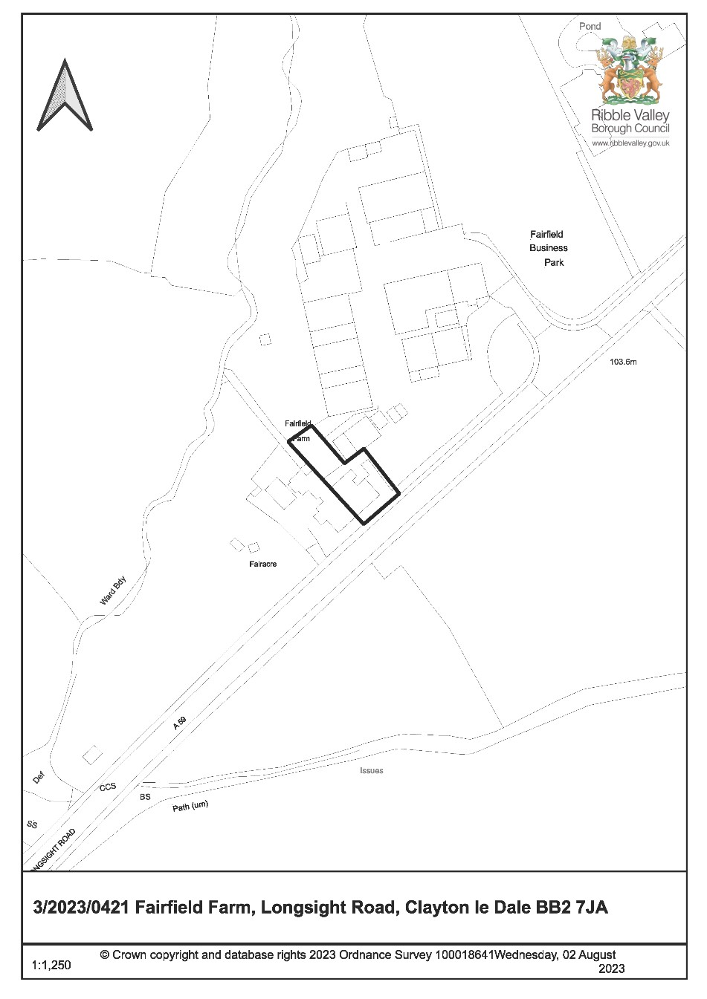 Pond
Ribble Valley
Borough Council
www.ribblevalley.gov.uk
Fairfield
Business
Park
103.6m
Fairfield
Farm
Fairacre
Ward Bdy
A 59
Issues
Def
CCS
BS
Path (um)
SS
NGSIGHT ROAD
3/2023/0421 Fairfield Farm, Longsight Road, Clayton le Dale BB2 7JA
© Crown copyright and database rights 2023 Ordnance Survey 100018641Wednesday, 02 August
2023
1:1,250